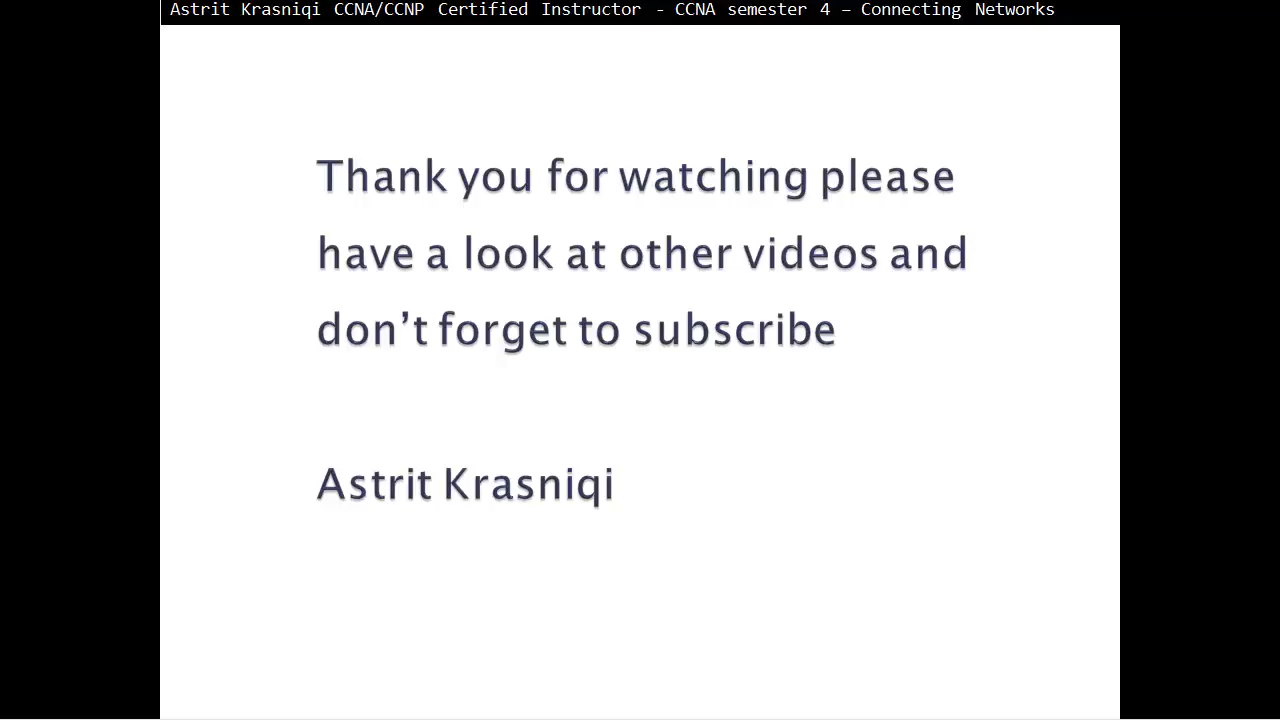 Astrit Krasniqi CCNA/CCNP Certified Instructor - CCNA semester 4 – Connecting Networks
Thank you for watching please
have a look at other videos and
don’t forget to subscribe
Astrit Krasniqi